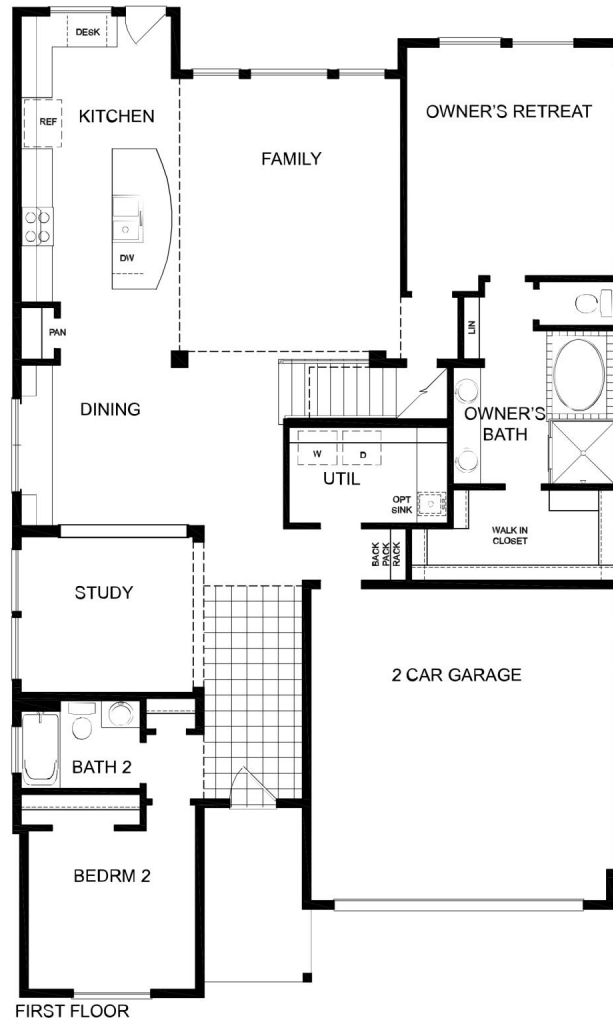 DESK
KITCHEN
REF
OWNER'S RETREAT
FAMILY
DW
PAN
LIN
DINING
OWNER'S
BATH
W
D
UTIL
OPT
SINK
WALK IN
CLOSET
BACK
PACK
RACK
STUDY
2 CAR GARAGE
BATH 2
BEDRM 2
FIRST FLOOR